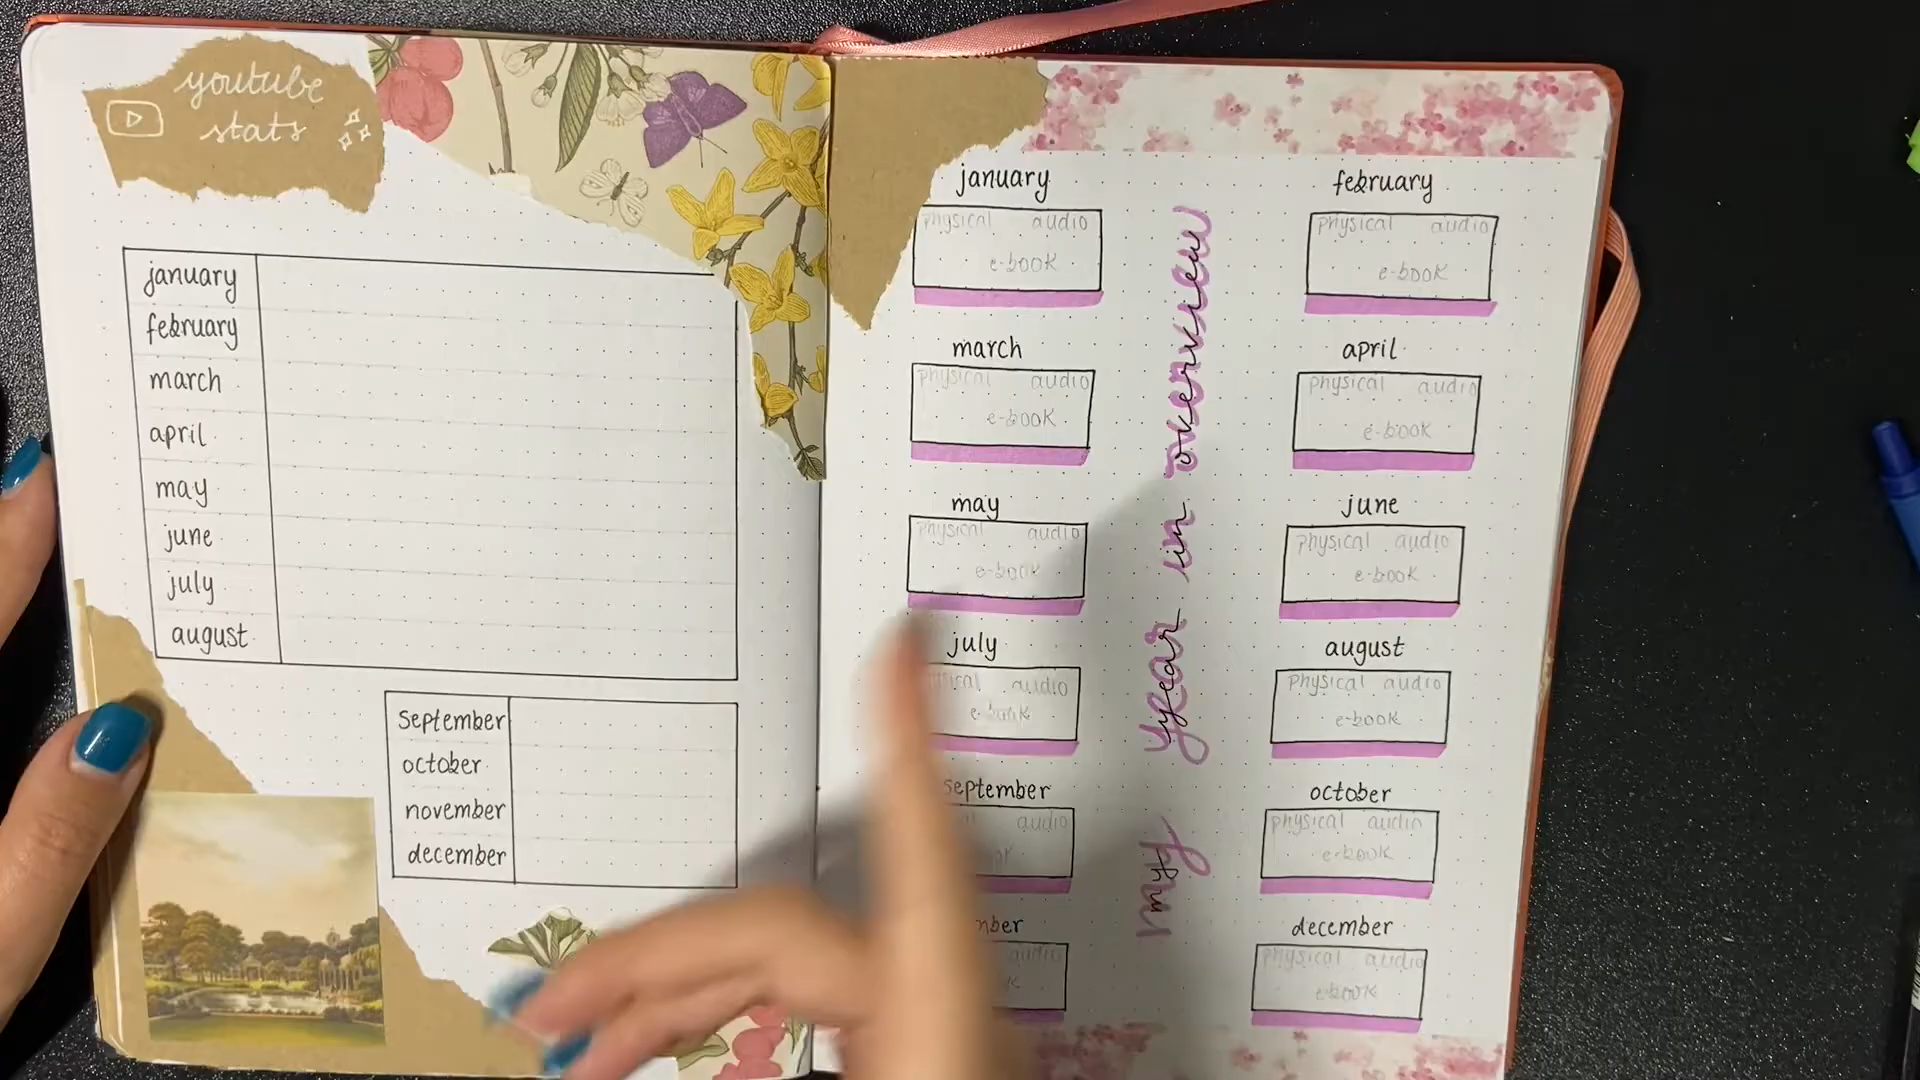 youtube
stats
january
february
march
april
may
june
july
august
september
october
november
december
my year in overview
january
physical audio
e-book
february
physical audio
e-book
march
physical audio
e-book
april
physical audio
e-book
may
physical audio
e-book
june
physical audio
e-book
july
audio
e-book
august
physical audio
e-book
september
audio
october
physical audio
e-book
audio
december
physical audio
e-book